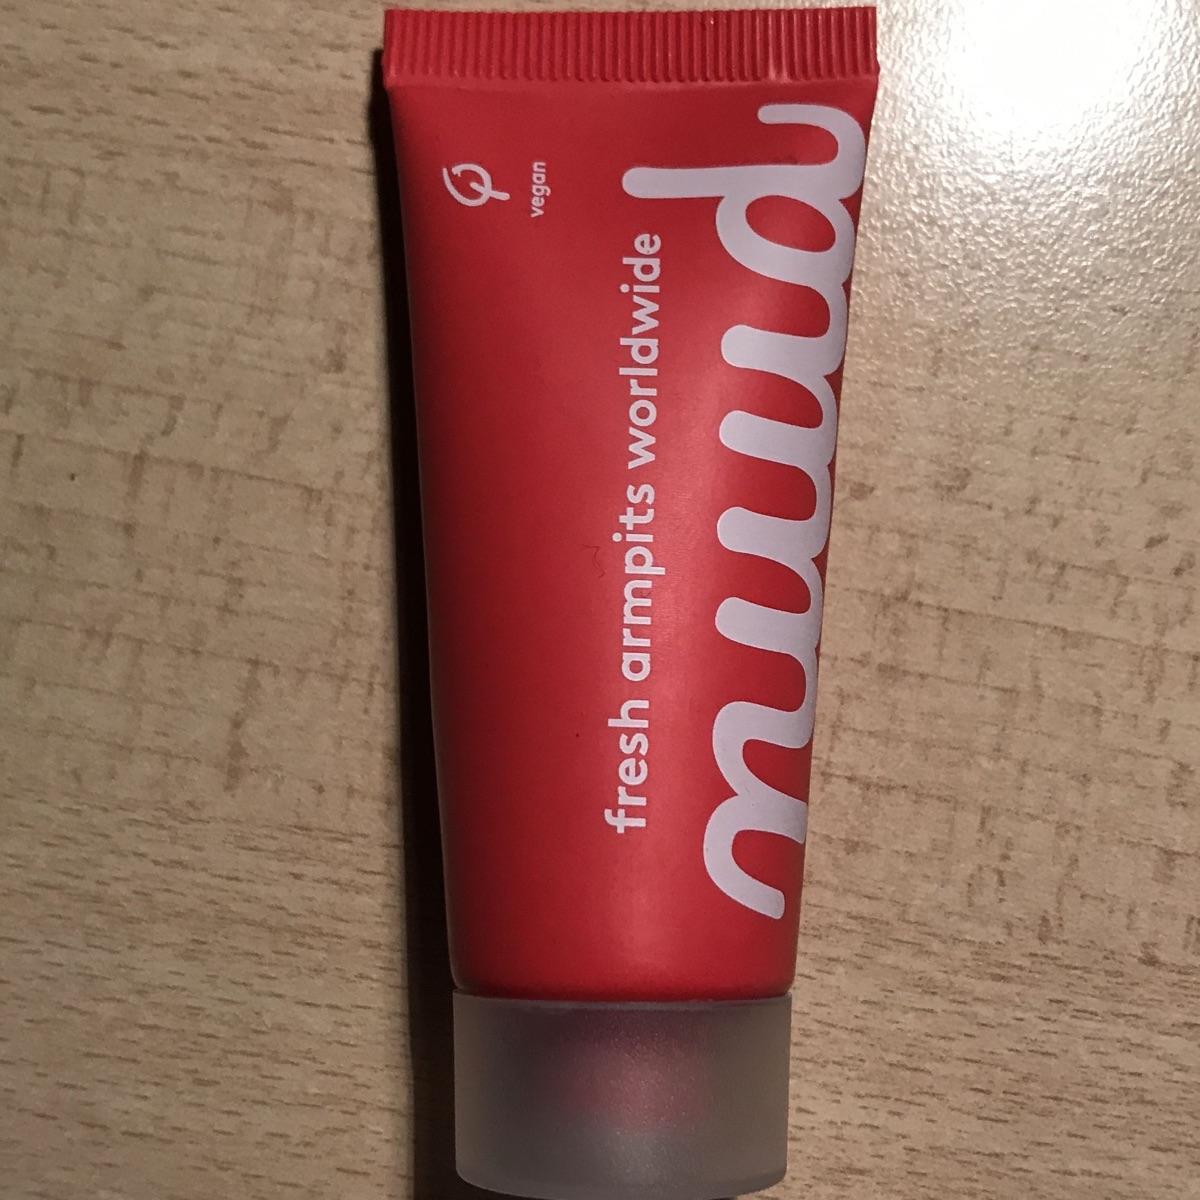 vegan
fresh armpits worldwide
nuud